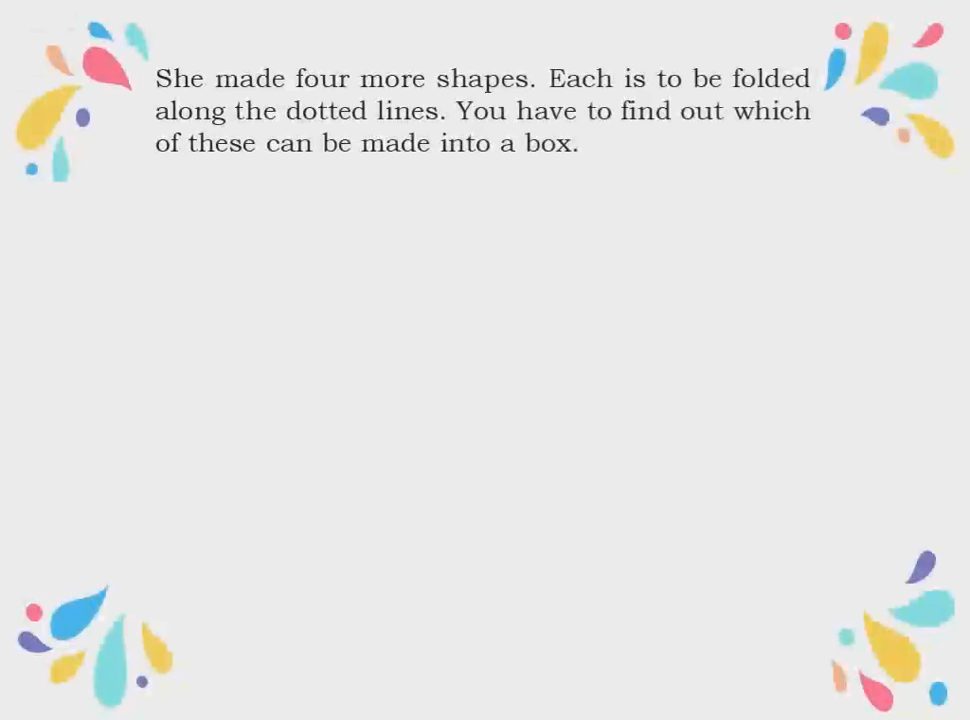 She made four more shapes. Each is to be folded
along the dotted lines. You have to find out which
of these can be made into a box.